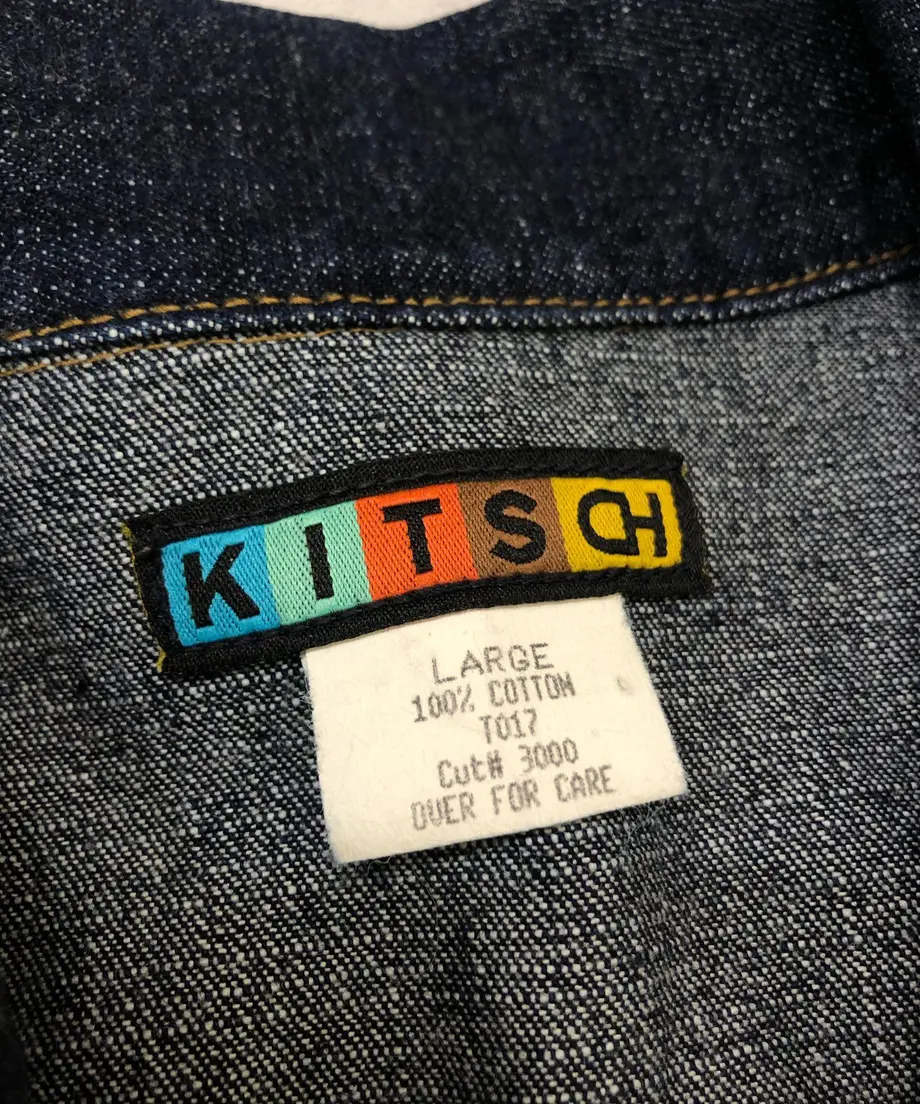 KITSCH
LARGE
100% COTTON
T017
Cut# 3000
OVER FOR CARE